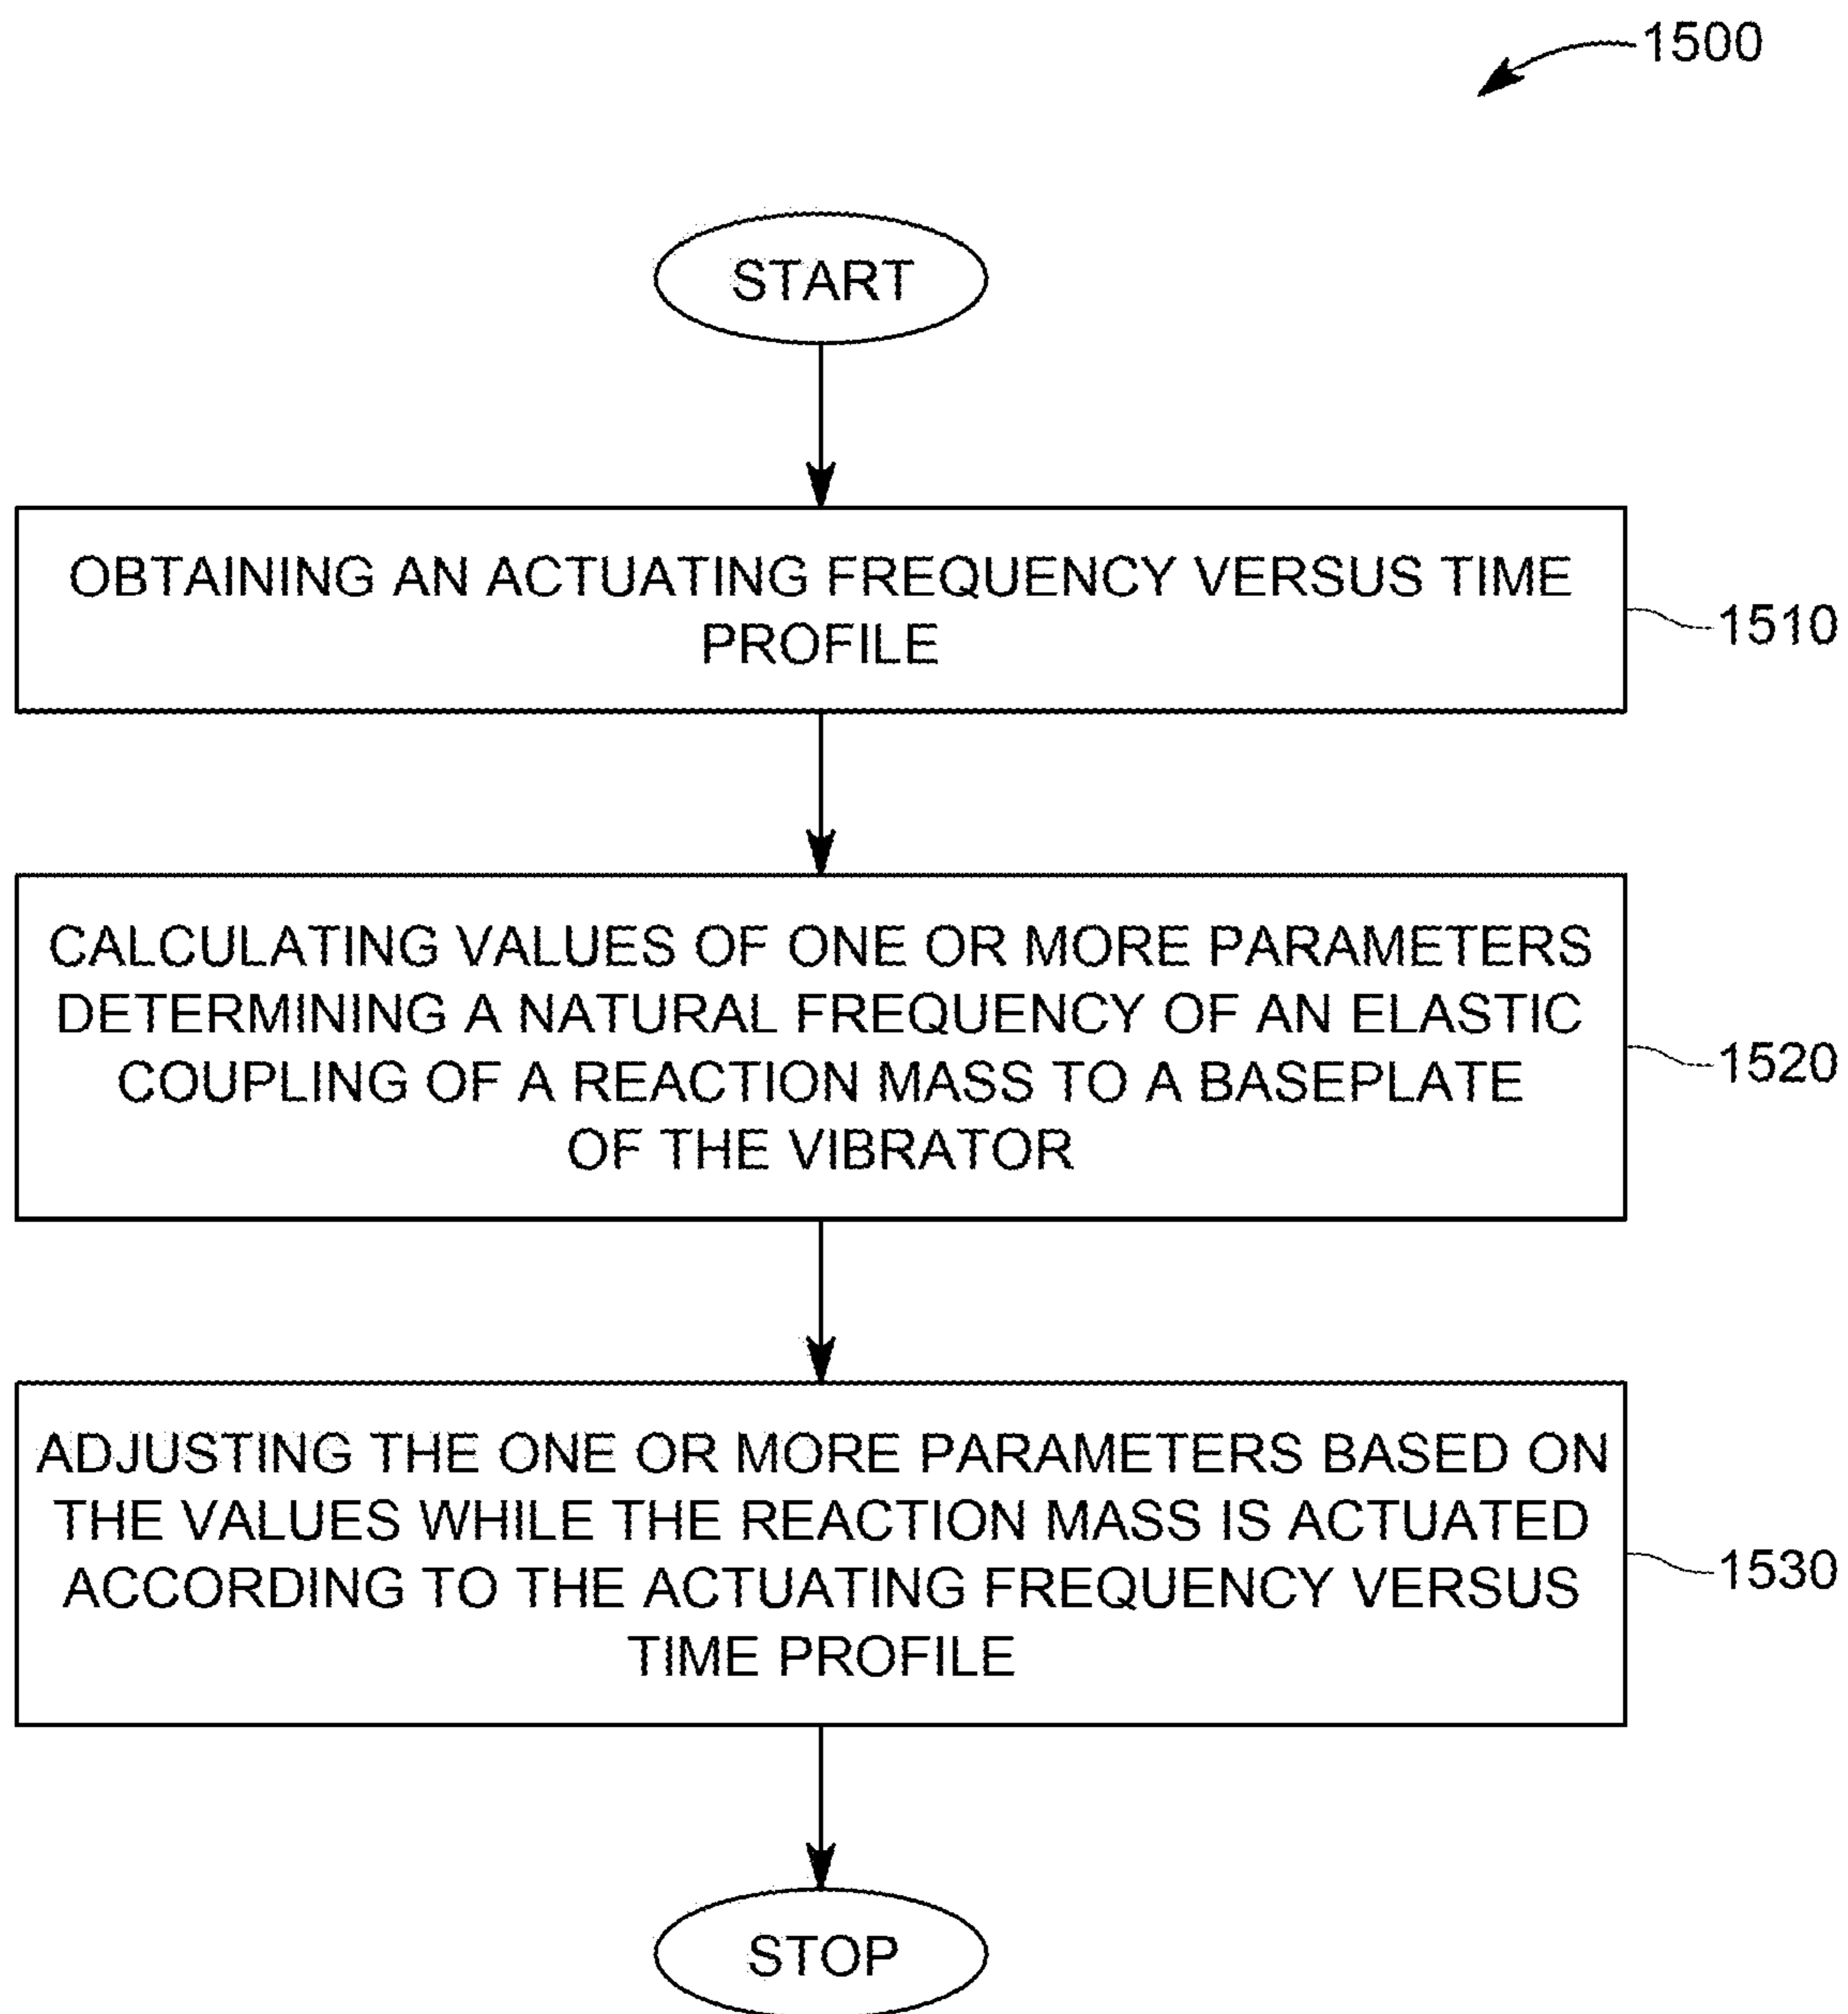 1500
START
OBTAINING AN ACTUATING FREQUENCY VERSUS TIME
PROFILE
1510
CALCULATING VALUES OF ONE OR MORE PARAMETERS
DETERMINING A NATURAL FREQUENCY OF AN ELASTIC
COUPLING OF A REACTION MASS TO A BASEPLATE
OF THE VIBRATOR
1520
ADJUSTING THE ONE OR MORE PARAMETERS BASED ON
THE VALUES WHILE THE REACTION MASS IS ACTUATED
ACCORDING TO THE ACTUATING FREQUENCY VERSUS
TIME PROFILE
1530
STOP